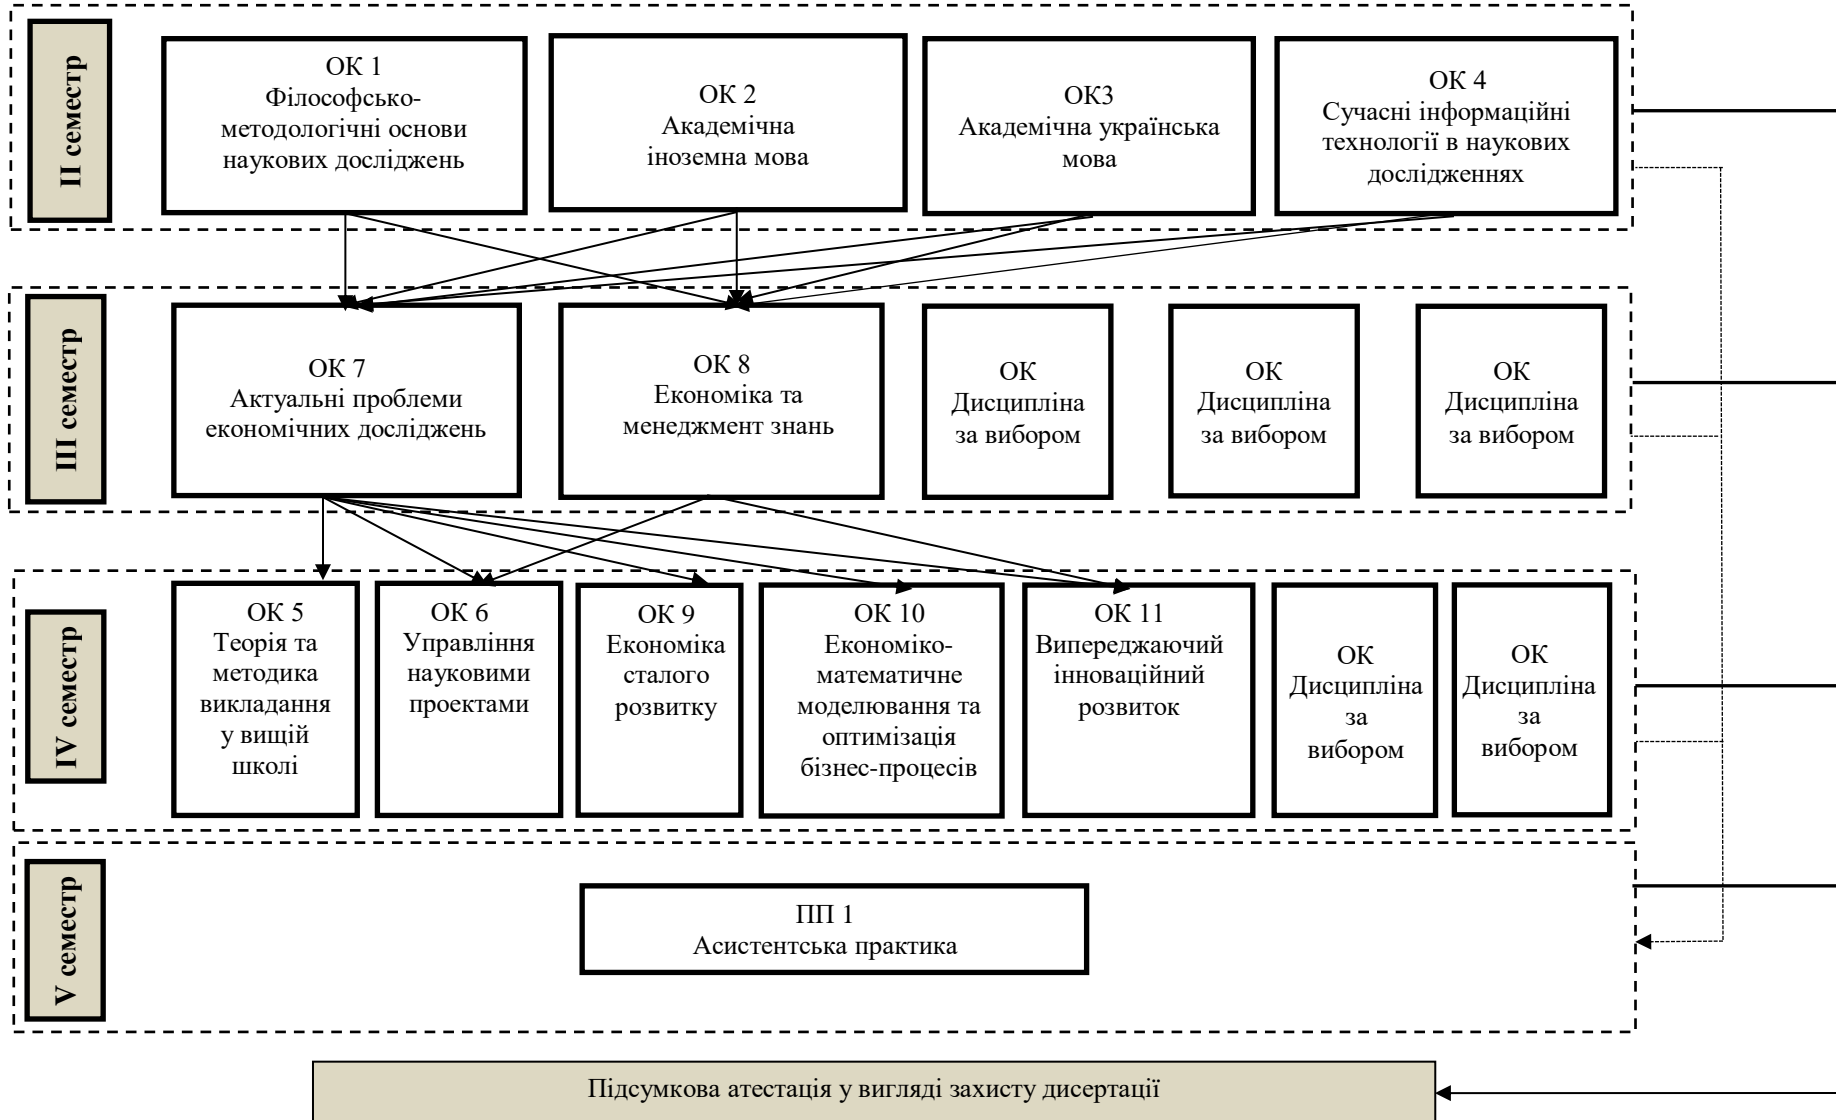 II семестр
ОК 1
Філософсько-
методологічні основи
наукових досліджень
ОК 2
Академічна
іноземна мова
ОК3
Академічна українська
мова
ОК 4
Сучасні інформаційні
технології в наукових
дослідженнях
III семестр
ОК 7
Актуальні проблеми
економічних досліджень
ОК 8
Економіка та
менеджмент знань
ОК
Дисципліна
за вибором
ОК
Дисципліна
за вибором
ОК
Дисципліна
за вибором
IV семестр
ОК 5
Теорія та
методика
викладання
у вищій
школі
ОК 6
Управління
науковими
проектами
ОК 9
Економіка
сталого
розвитку
ОК 10
Економіко-
математичне
моделювання та
оптимізація
бізнес-процесів
ОК 11
Випереджаючий
інноваційний
розвиток
ОК
Дисципліна
за
вибором
ОК
Дисципліна
за
вибором
V семестр
ПП 1
Асистентська практика
Підсумкова атестація у вигляді захисту дисертації